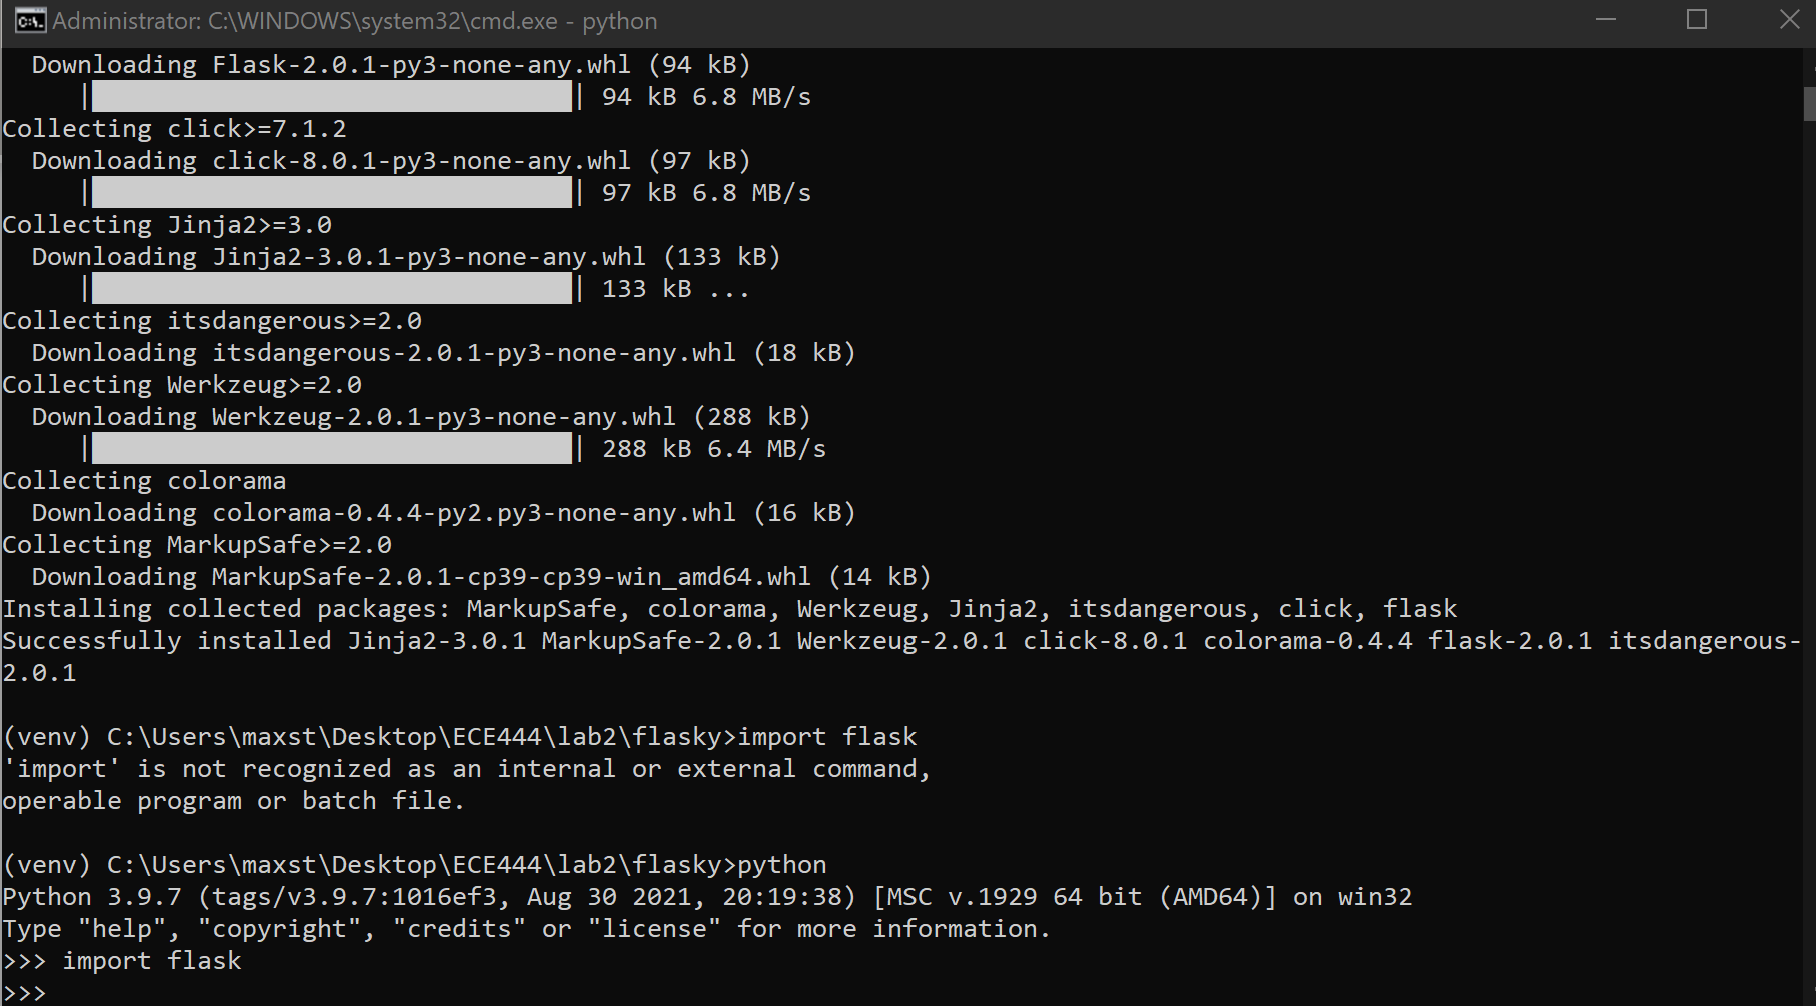 Administrator: C:\WINDOWS\system32\cmd.exe - python
Downloading Flask-2.0.1-py3-none-any.whl (94 kB)
| | 94 kB 6.8 MB/s
Collecting click>=7.1.2
Downloading click-8.0.1-py3-none-any.whl (97 kB)
| | 97 kB 6.8 MB/s
Collecting Jinja2>=3.0
Downloading Jinja2-3.0.1-py3-none-any.whl (133 kB)
| | 133 kB ...
Collecting itsdangerous>=2.0
Downloading itsdangerous-2.0.1-py3-none-any.whl (18 kB)
Collecting Werkzeug>=2.0
Downloading Werkzeug-2.0.1-py3-none-any.whl (288 kB)
| | 288 kB 6.4 MB/s
Collecting colorama
Downloading colorama-0.4.4-py2.py3-none-any.whl (16 kB)
Collecting MarkupSafe>=2.0
Downloading MarkupSafe-2.0.1-cp39-cp39-win_amd64.whl (14 kB)
Installing collected packages: MarkupSafe, colorama, Werkzeug, Jinja2, itsdangerous, click, flask
Successfully installed Jinja2-3.0.1 MarkupSafe-2.0.1 Werkzeug-2.0.1 click-8.0.1 colorama-0.4.4 flask-2.0.1 itsdangerous-
2.0.1
(venv) C:\Users\maxst\Desktop\ECE444\lab2\flasky>import flask
'import' is not recognized as an internal or external command,
operable program or batch file.
(venv) C:\Users\maxst\Desktop\ECE444\lab2\flasky>python
Python 3.9.7 (tags/v3.9.7:1016ef3, Aug 30 2021, 20:19:38) [MSC v.1929 64 bit (AMD64)] on win32
Type "help", "copyright", "credits" or "license" for more information.
>>> import flask
>>>